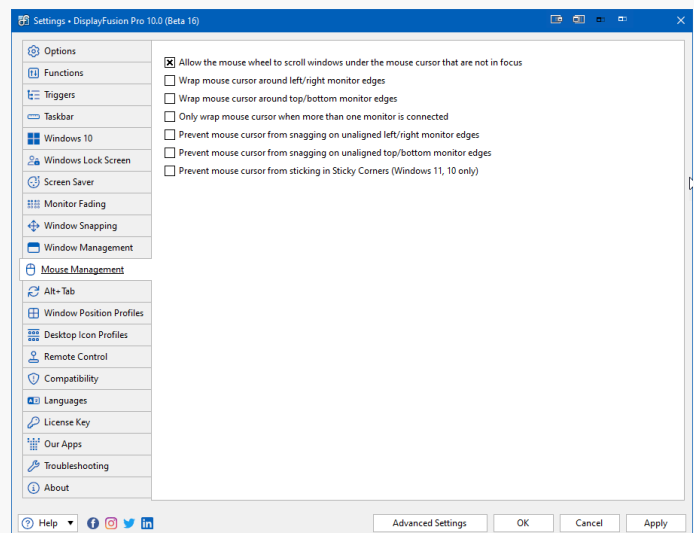 Settings • DisplayFusion Pro 10.0 (Beta 16)
Options
Functions
Triggers
Taskbar
Windows 10
Windows Lock Screen
Screen Saver
Monitor Fading
Window Snapping
Window Management
Mouse Management
Alt+Tab
Window Position Profiles
Desktop Icon Profiles
Remote Control
Compatibility
Languages
License Key
Our Apps
Troubleshooting
About
Allow the mouse wheel to scroll windows under the mouse cursor that are not in focus
Wrap mouse cursor around left/right monitor edges
Wrap mouse cursor around top/bottom monitor edges
Only wrap mouse cursor when more than one monitor is connected
Prevent mouse cursor from snagging on unaligned left/right monitor edges
Prevent mouse cursor from snagging on unaligned top/bottom monitor edges
Prevent mouse cursor from sticking in Sticky Corners (Windows 11, 10 only)
Help
Advanced Settings
OK
Cancel
Apply